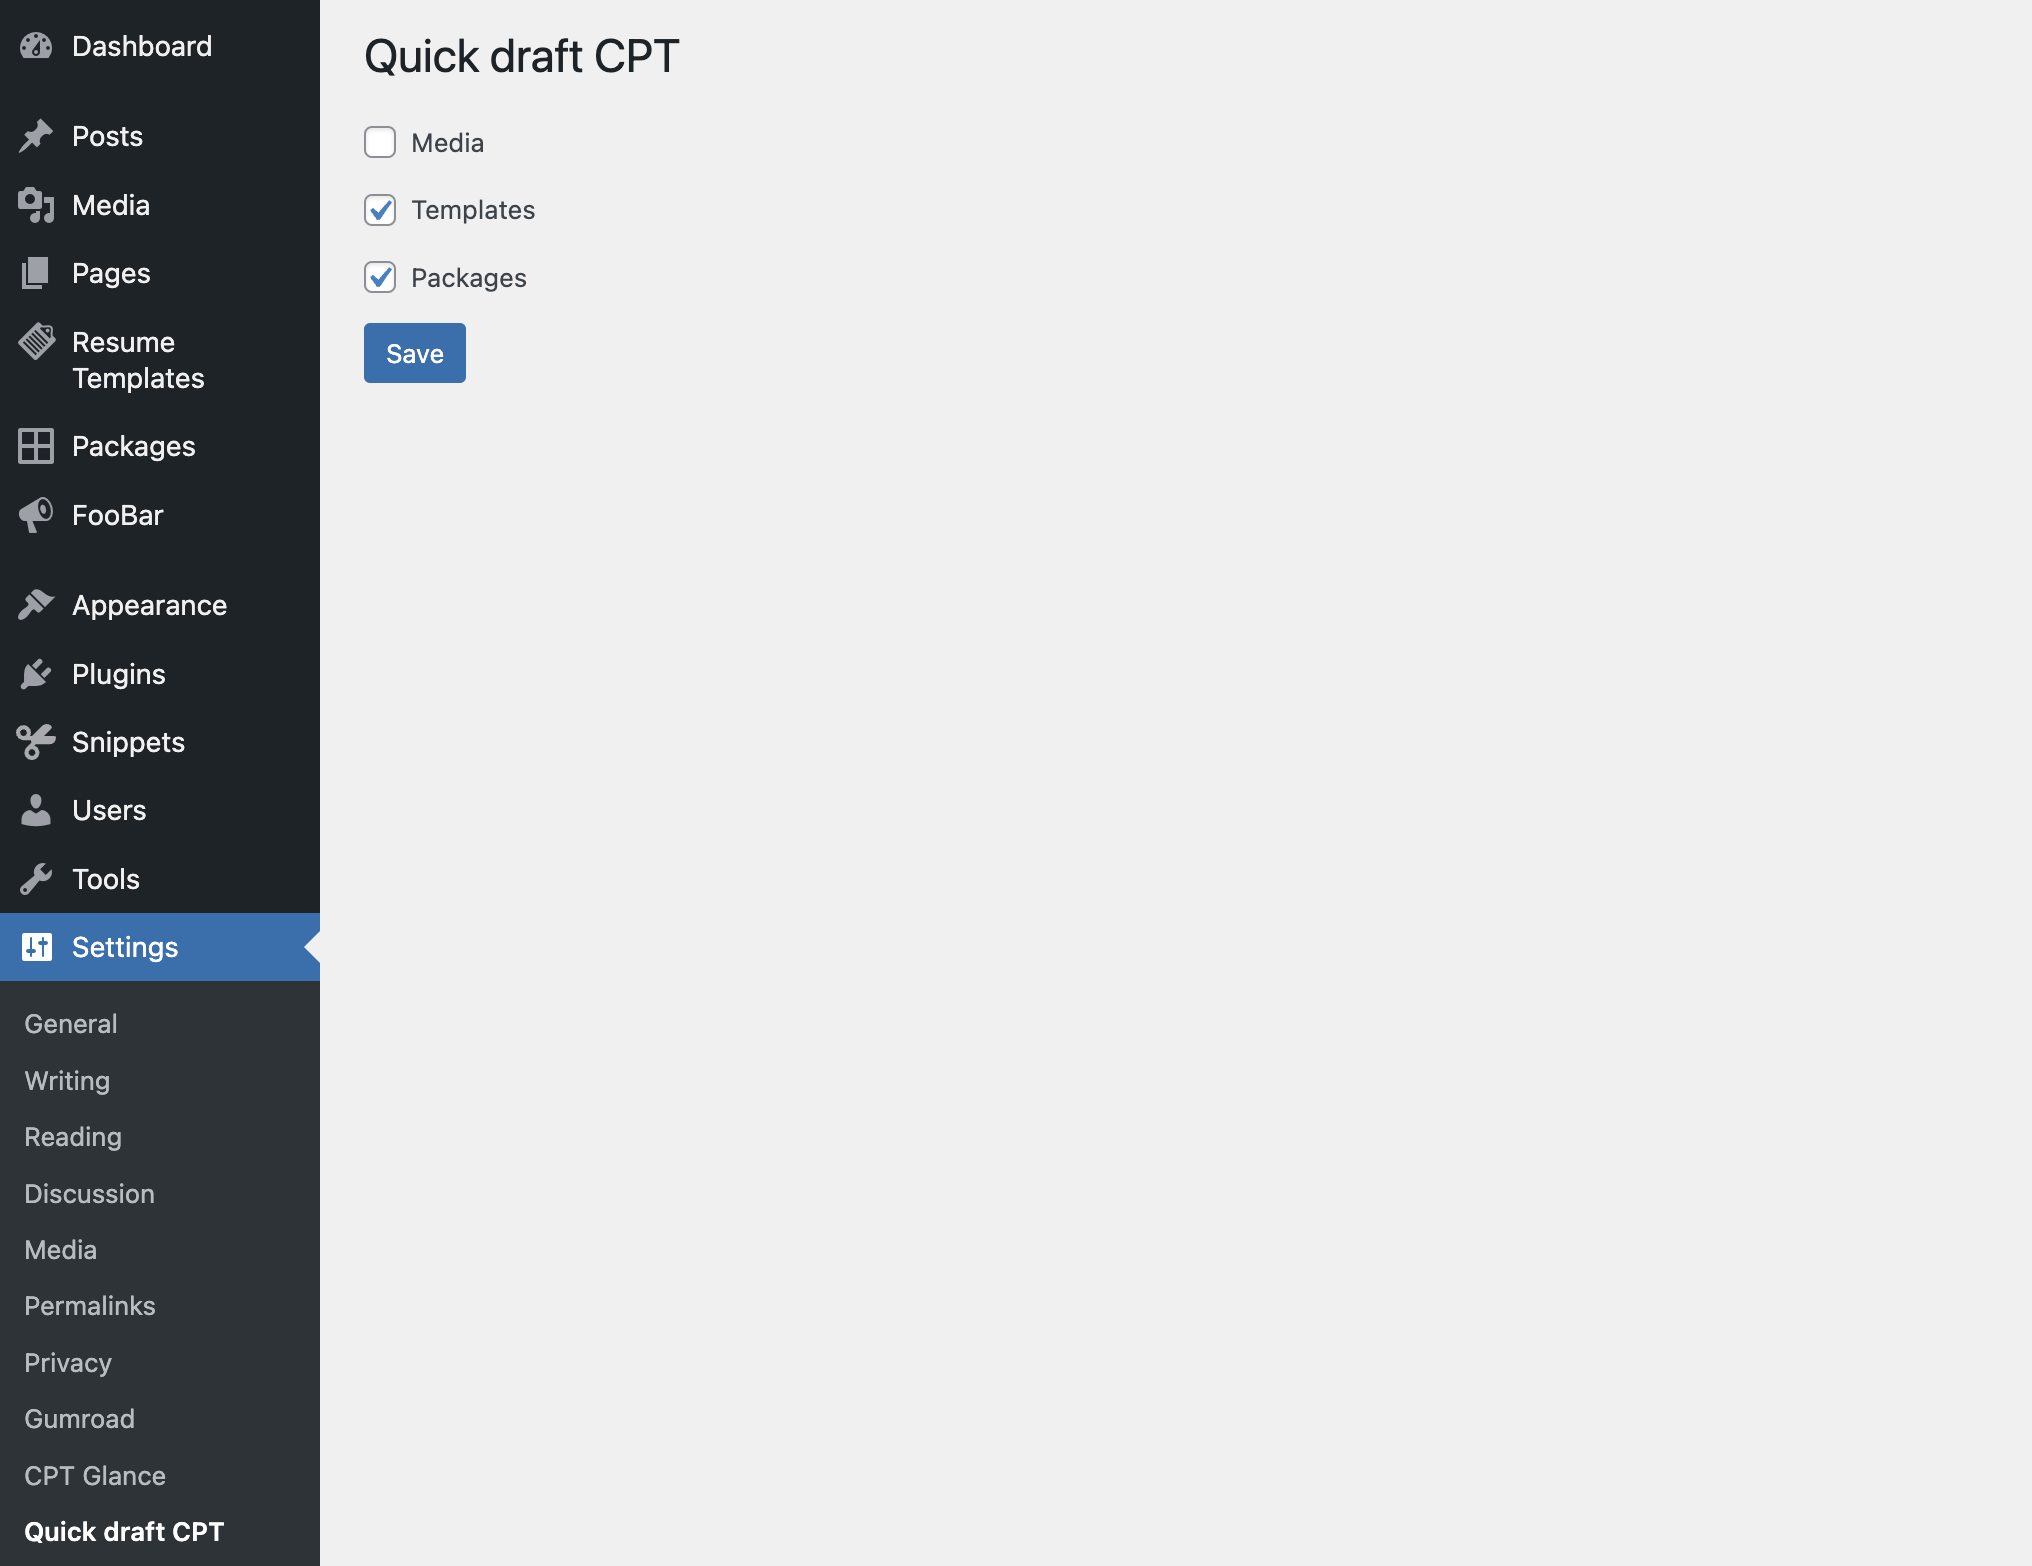 Dashboard
Posts
Media
Pages
Resume
Templates
Packages
FooBar
Appearance
Plugins
Snippets
Users
Tools
Settings
General
Writing
Reading
Discussion
Media
Permalinks
Privacy
Gumroad
CPT Glance
Quick draft CPT
Quick draft CPT
Media
Templates
Packages
Save